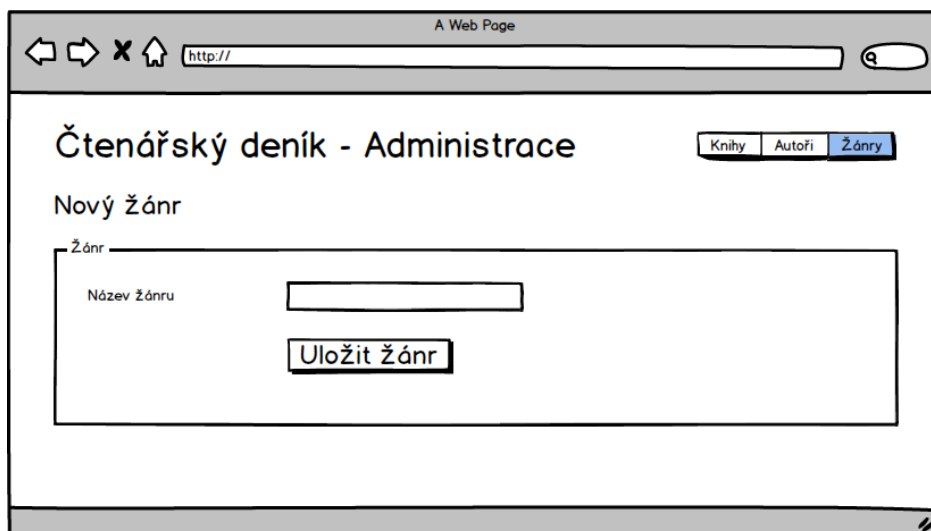 A Web Page
http://
Čtenářský deník - Administrace
Knihy Autoři Žánry
Nový žánr
Žánr
Název žánru
Uložit žánr